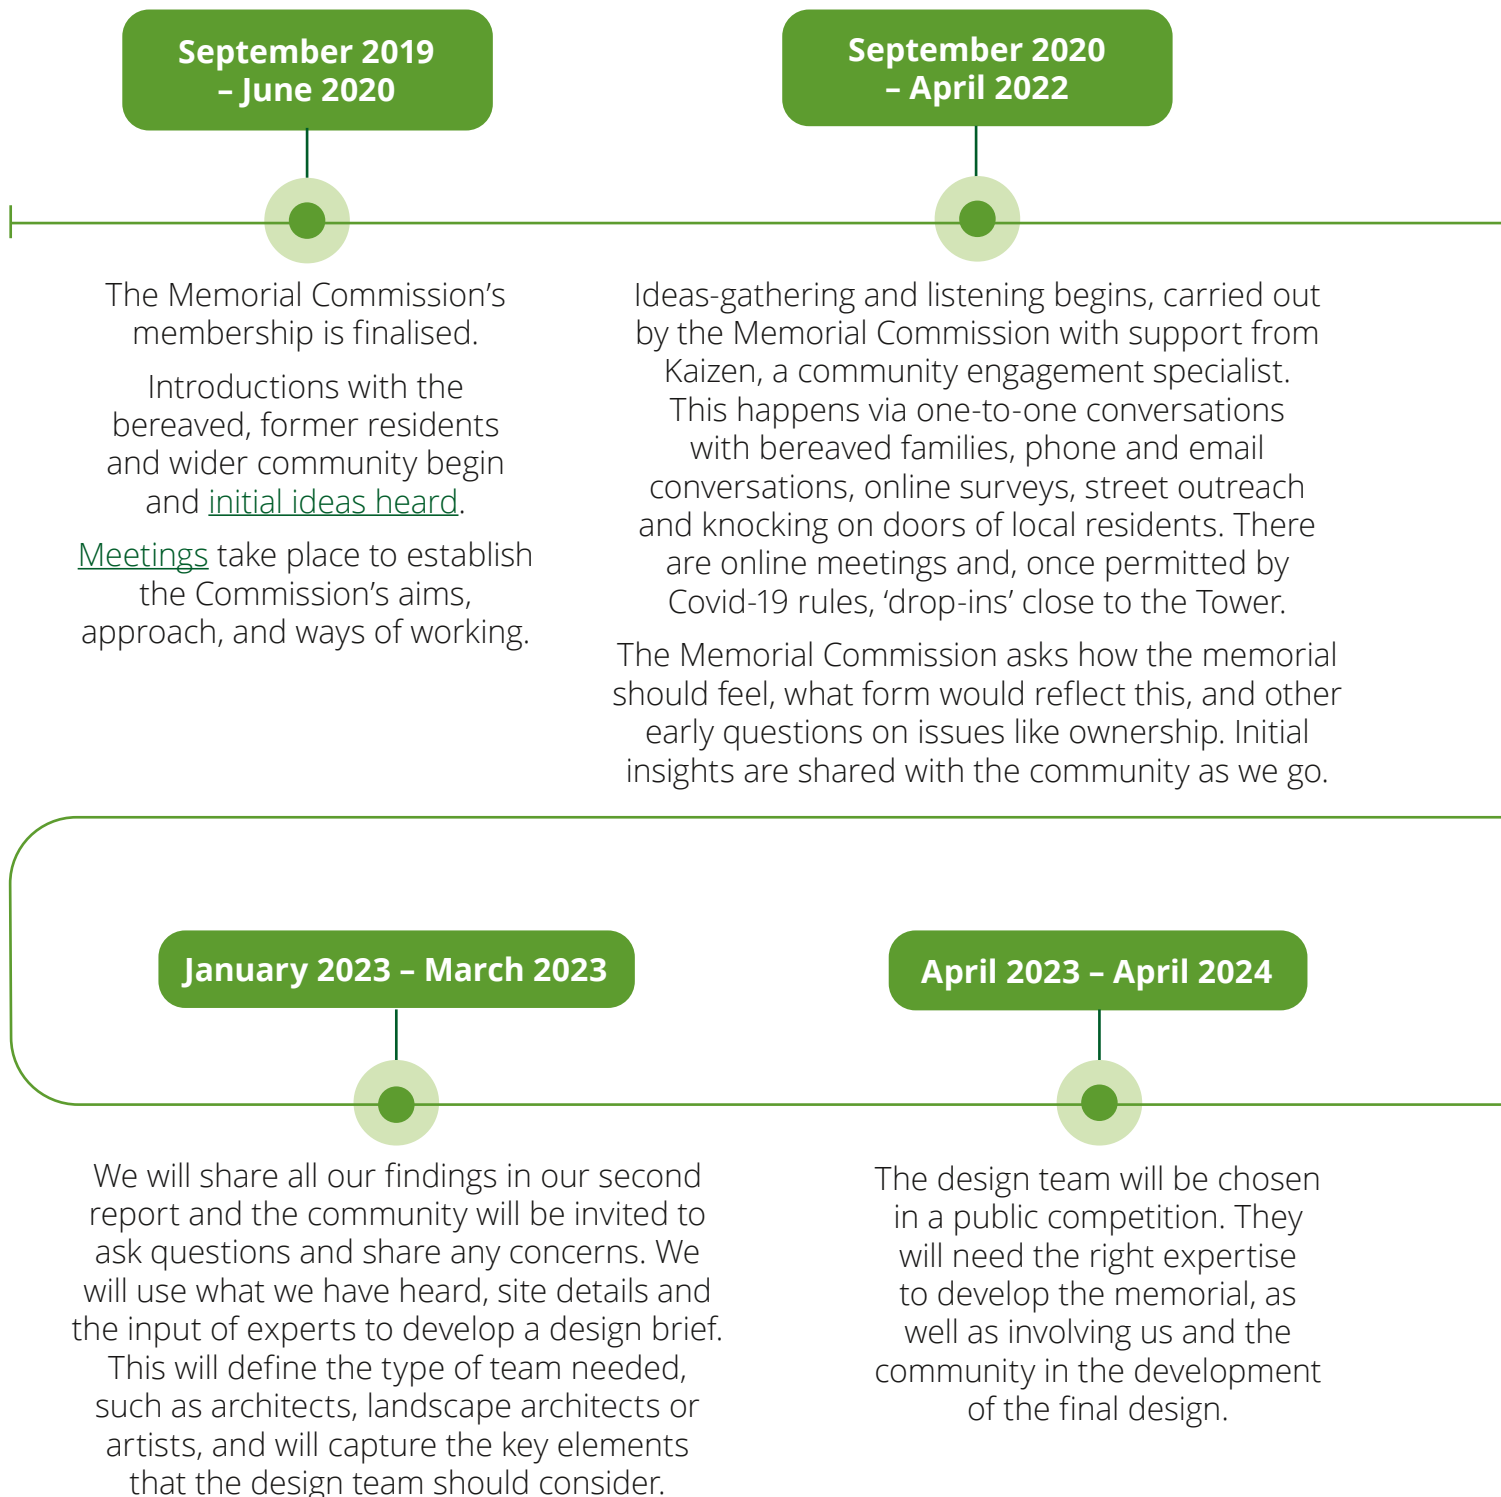 September 2019
– June 2020
The Memorial Commission’s
membership is finalised.
Introductions with the
bereaved, former residents
and wider community begin
and initial ideas heard.
Meetings take place to establish
the Commission’s aims,
approach, and ways of working.
September 2020
– April 2022
Ideas-gathering and listening begins, carried out
by the Memorial Commission with support from
Kaizen, a community engagement specialist.
This happens via one-to-one conversations
with bereaved families, phone and email
conversations, online surveys, street outreach
and knocking on doors of local residents. There
are online meetings and, once permitted by
Covid-19 rules, ‘drop-ins’ close to the Tower.
The Memorial Commission asks how the memorial
should feel, what form would reflect this, and other
early questions on issues like ownership. Initial
insights are shared with the community as we go.
January 2023 – March 2023
We will share all our findings in our second
report and the community will be invited to
ask questions and share any concerns. We
will use what we have heard, site details and
the input of experts to develop a design brief.
This will define the type of team needed,
such as architects, landscape architects or
artists, and will capture the key elements
that the design team should consider.
April 2023 – April 2024
The design team will be chosen
in a public competition. They
will need the right expertise
to develop the memorial, as
well as involving us and the
community in the development
of the final design.